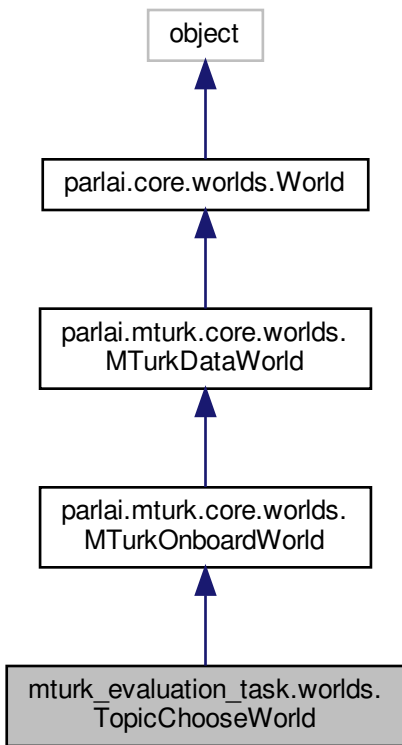 object
parlai.core.worlds.World
parlai.mturk.core.worlds.
MTurkDataWorld
parlai.mturk.core.worlds.
MTurkOnboardWorld
mturk_evaluation_task.worlds.
TopicChooseWorld